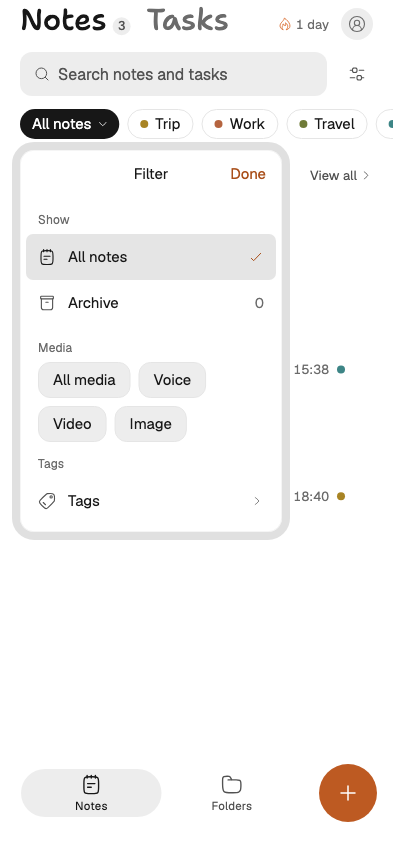 Notes 3 Tasks 1 day
Search notes and tasks
All notes Trip Work Travel
Filter Done View all
Show
All notes
Archive 0
Media
All media Voice
15:38
Video Image
Tags
Tags 18:40
Notes Folders